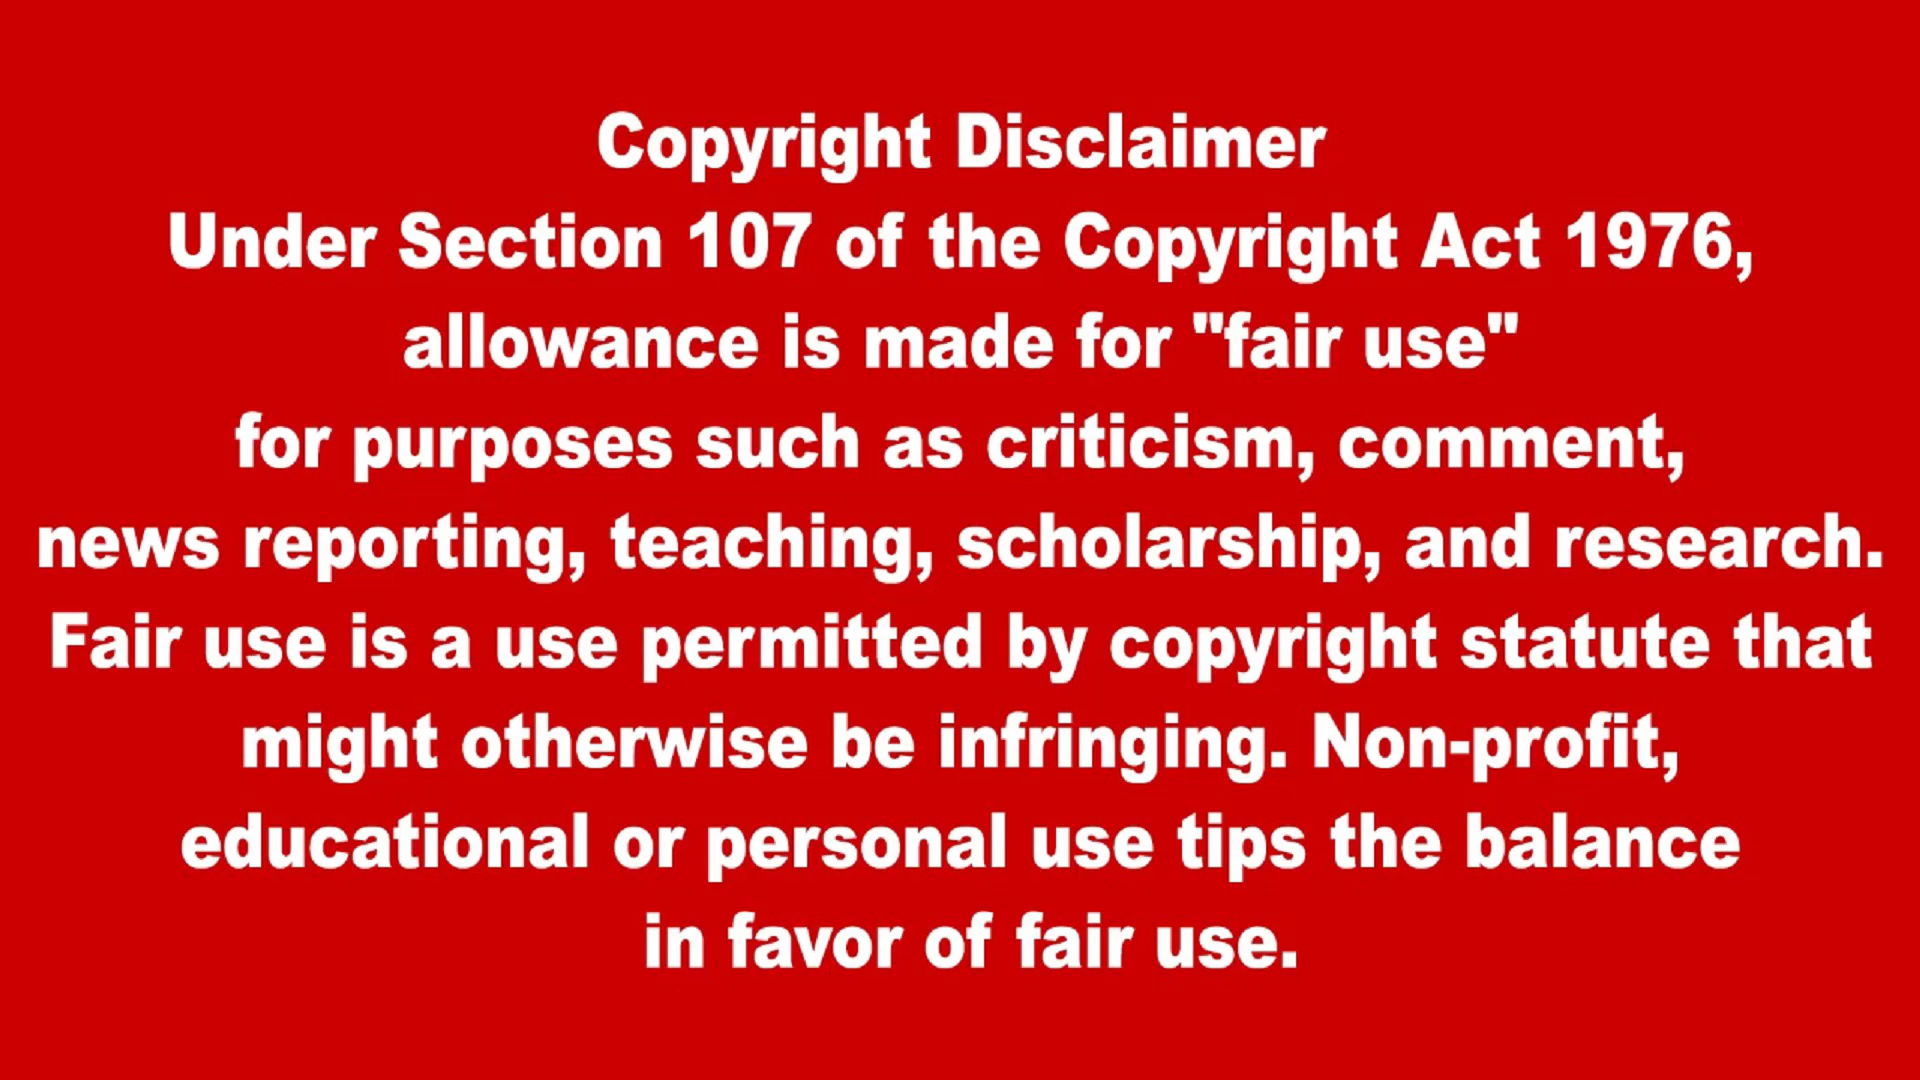 Copyright Disclaimer
Under Section 107 of the Copyright Act 1976,
allowance is made for "fair use"
for purposes such as criticism, comment,
news reporting, teaching, scholarship, and research.
Fair use is a use permitted by copyright statute that
might otherwise be infringing. Non-profit,
educational or personal use tips the balance
in favor of fair use.